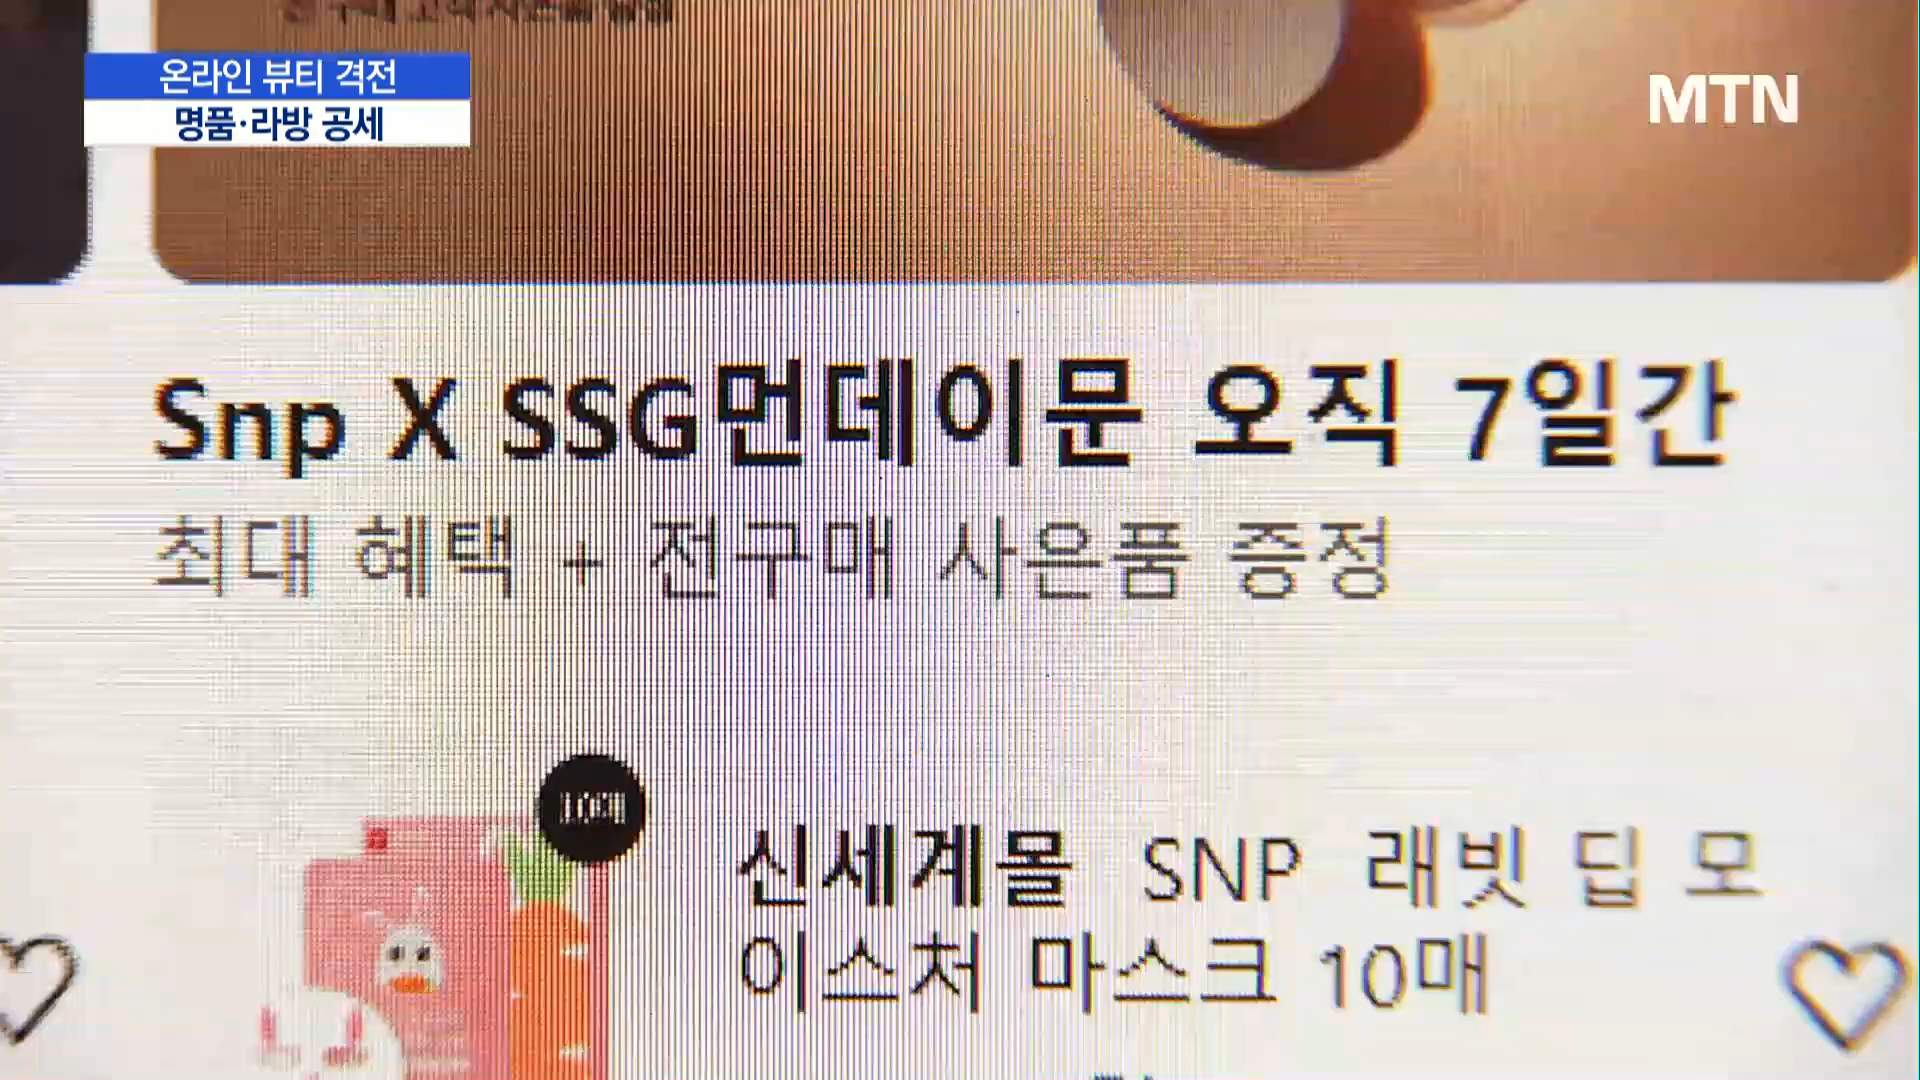 온라인 뷰티 격전
명품·라방 공세
MTN
Snp X SSG먼데이문 오직 7일간
최대 혜택 + 전구매 사은품 증정
신세계몰 SNP 래빗 딥 모
이스처 마스크 10매